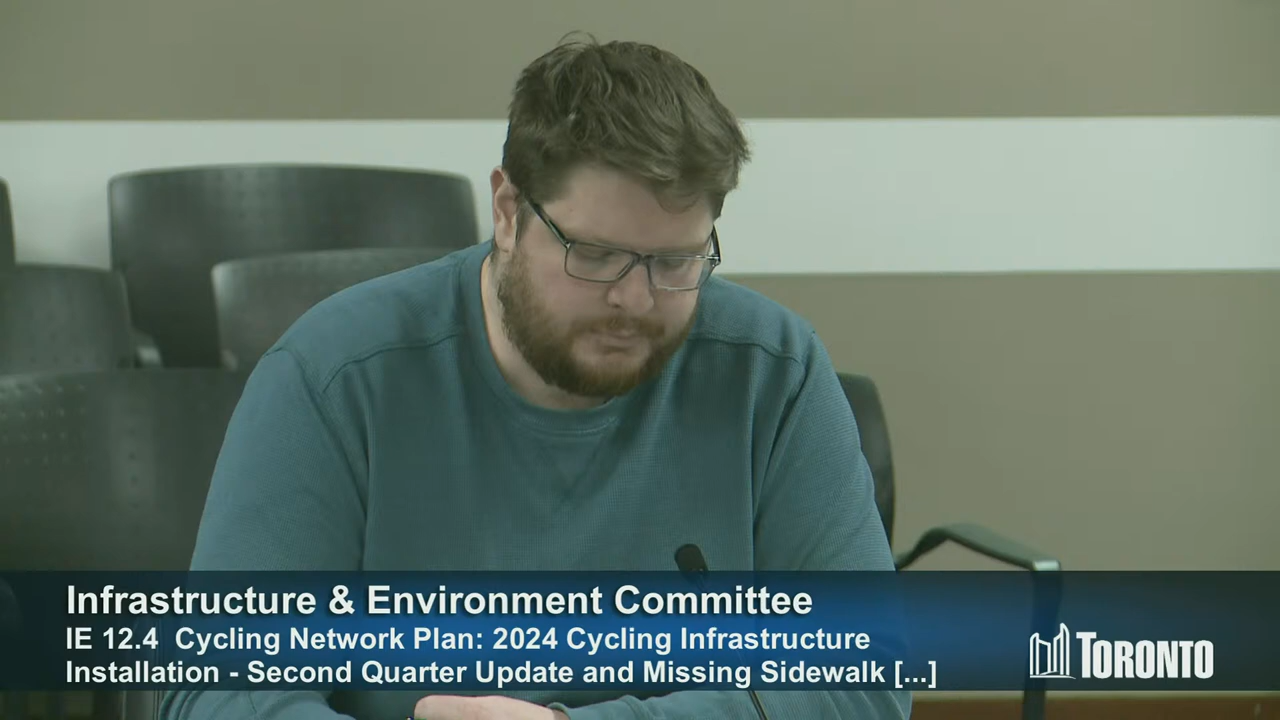 Infrastructure & Environment Committee
IE 12.4 Cycling Network Plan: 2024 Cycling Infrastructure
Installation - Second Quarter Update and Missing Sidewalk [...]
TORONTO